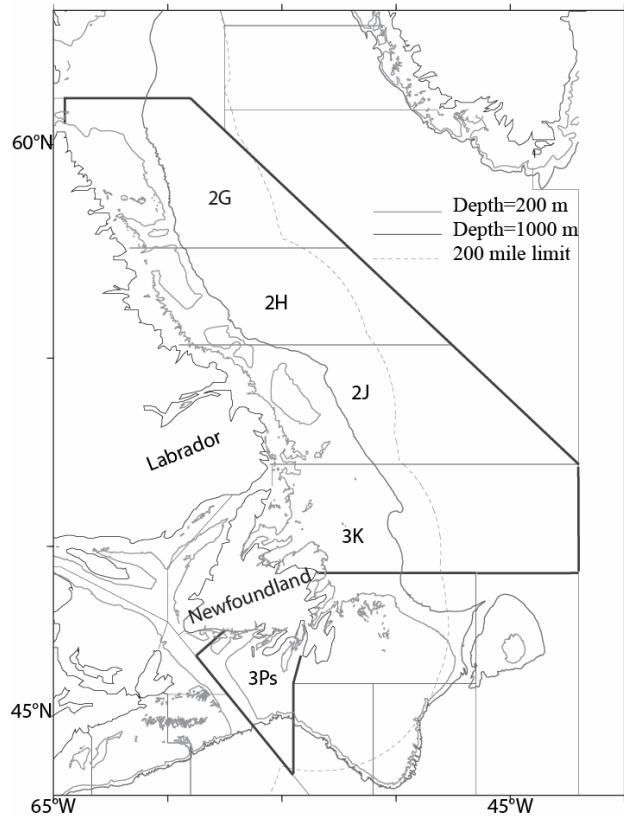 60°N
2G
Depth=200 m
Depth=1000 m
200 mile limit
2H
2J
Labrador
3K
Newfoundland
3Ps
45°N
65°W
45°W